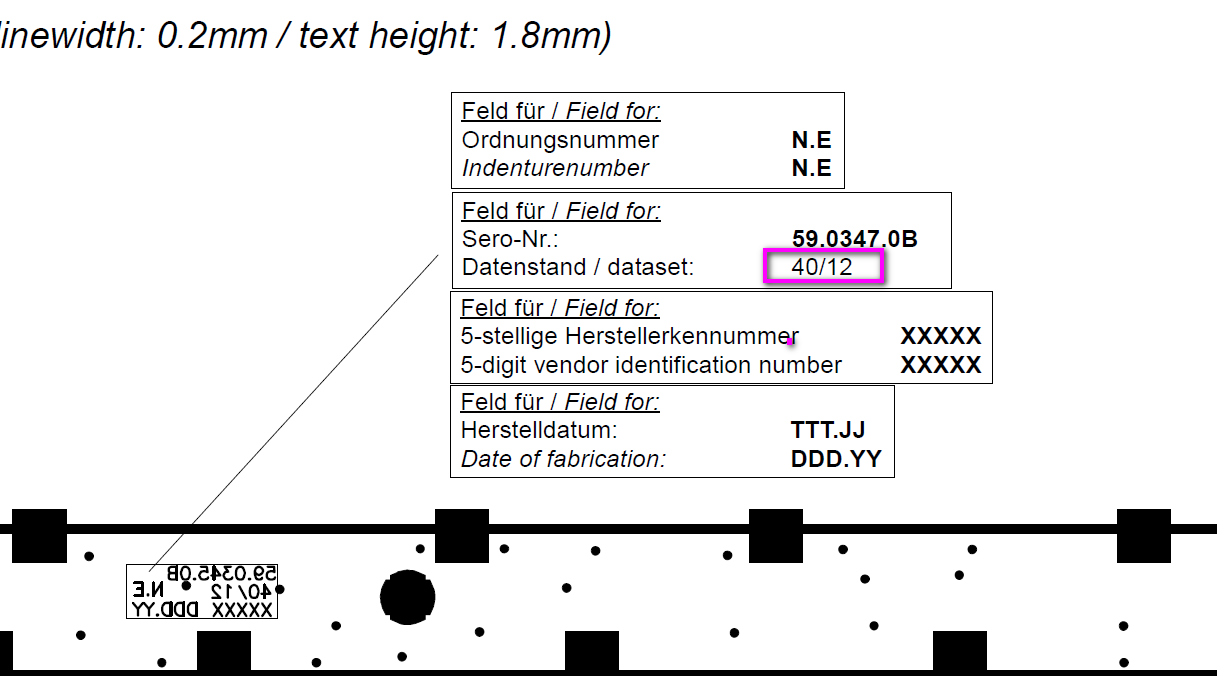 linewidth: 0.2mm / text height: 1.8mm)
Feld für / Field for:
Ordnungsnummer N.E
Indenturenumber N.E
Feld für / Field for:
Sero-Nr.: 59.0347.0B
Datenstand / dataset: 40/12
Feld für / Field for:
5-stellige Herstellerkennummer XXXXX
5-digit vendor identification number XXXXX
Feld für / Field for:
Herstelldatum: TTT.JJ
Date of fabrication: DDD.YY
59.0345.0B
40/12 N.E
XXXXX DDD.YY